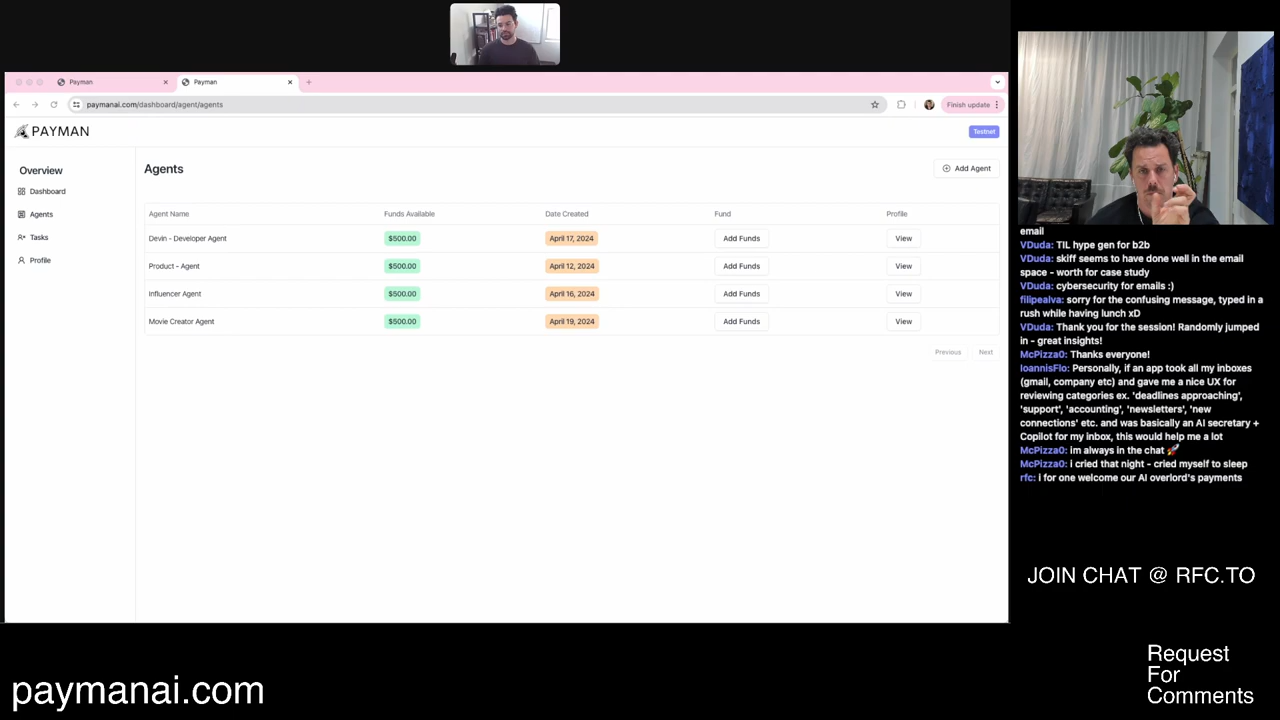 Payman
Payman
paymanai.com/dashboard/agent/agents
Finish update
PAYMAN
Testnet
Overview
Dashboard
Agents
Tasks
Profile
Agents
Add Agent
Agent Name Funds Available Date Created Fund Profile
Devin - Developer Agent $500.00 April 17, 2024 Add Funds View
Product - Agent $500.00 April 12, 2024 Add Funds View
Influencer Agent $500.00 April 16, 2024 Add Funds View
Movie Creator Agent $500.00 April 19, 2024 Add Funds View
Previous Next
email
VDuda: TIL hype gen for b2b
VDuda: skiff seems to have done well in the email
space - worth for case study
VDuda: cybersecurity for emails :)
filipealva: sorry for the confusing message, typed in a
rush while having lunch xD
VDuda: Thank you for the session! Randomly jumped
in - great insights!
McPizza0: Thanks everyone!
IoannisFlo: Personally, if an app took all my inboxes
(gmail, company etc) and gave me a nice UX for
reviewing categories ex. 'deadlines approaching',
'support', 'accounting', 'newsletters', 'new
connections' etc. and was basically an AI secretary +
Copilot for my inbox, this would help me a lot
McPizza0: im always in the chat 🚀
McPizza0: i cried that night - cried myself to sleep
rfc: i for one welcome our AI overlord's payments
JOIN CHAT @ RFC.TO
Request
For
Comments
paymanai.com